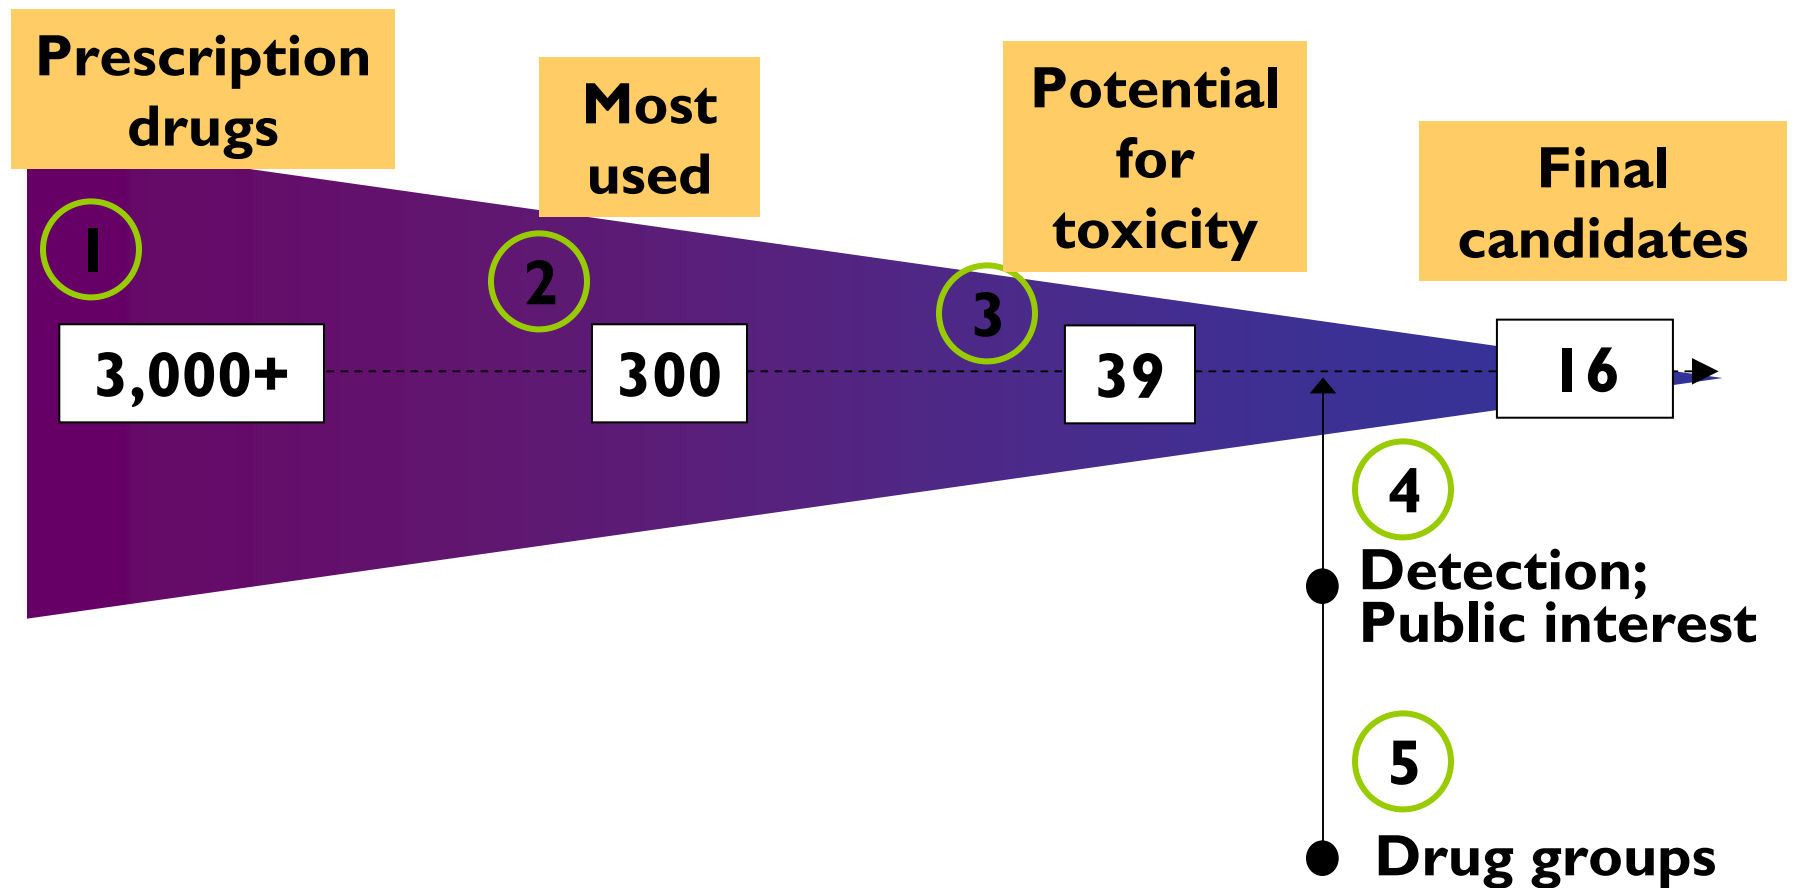 Prescription
drugs
Most
used
Potential
for
toxicity
Final
candidates
1
2
3
3,000+
300
39
16
4
Detection;
Public interest
5
Drug groups